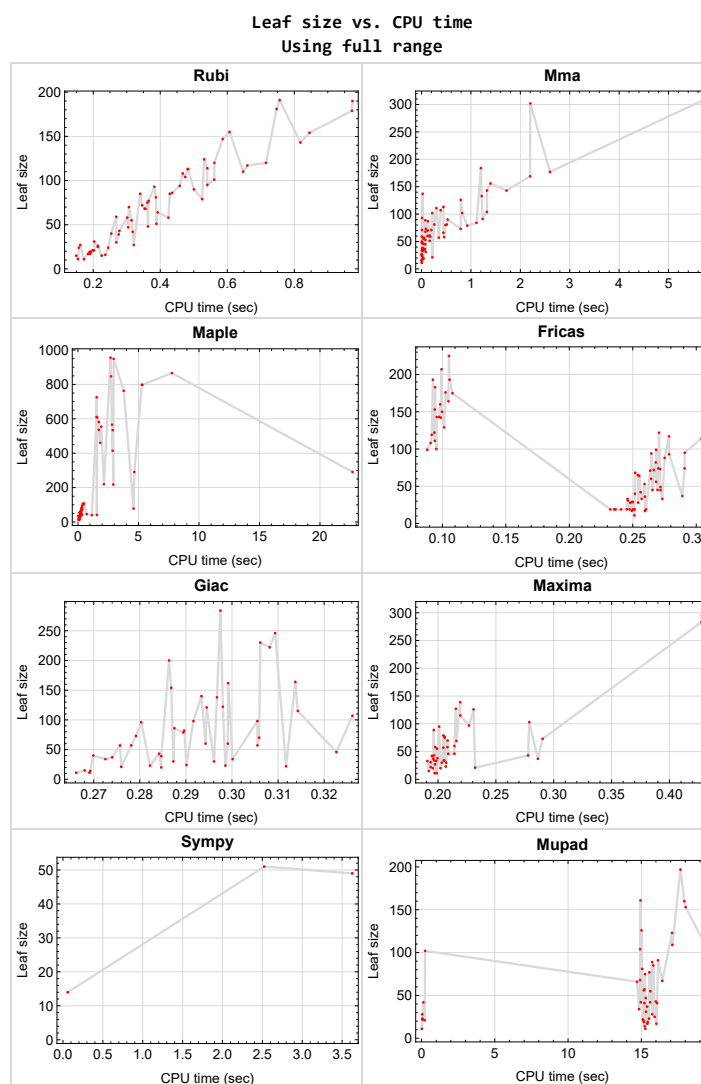 Leaf size vs. CPU time
Using full range
Rubi
Leaf size
200
150
100
50
0
0.2 0.4 0.6 0.8
CPU time (sec)
Mma
Leaf size
300
250
200
150
100
50
0
0 1 2 3 4 5
CPU time (sec)
Maple
Leaf size
1000
800
600
400
200
0
0 5 10 15 20
CPU time (sec)
Fricas
Leaf size
200
150
100
50
0
0.10 0.15 0.20 0.25 0.3
CPU time (sec)
Giac
Leaf size
250
200
150
100
50
0
0.27 0.28 0.29 0.30 0.31 0.32
CPU time (sec)
Maxima
Leaf size
300
250
200
150
100
50
0
0.20 0.25 0.30 0.35 0.40
CPU time (sec)
Sympy
Leaf size
50
40
30
20
10
0
0.0 0.5 1.0 1.5 2.0 2.5 3.0 3.5
CPU time (sec)
Mupad
Leaf size
200
150
100
50
0
0 5 10 15
CPU time (sec)